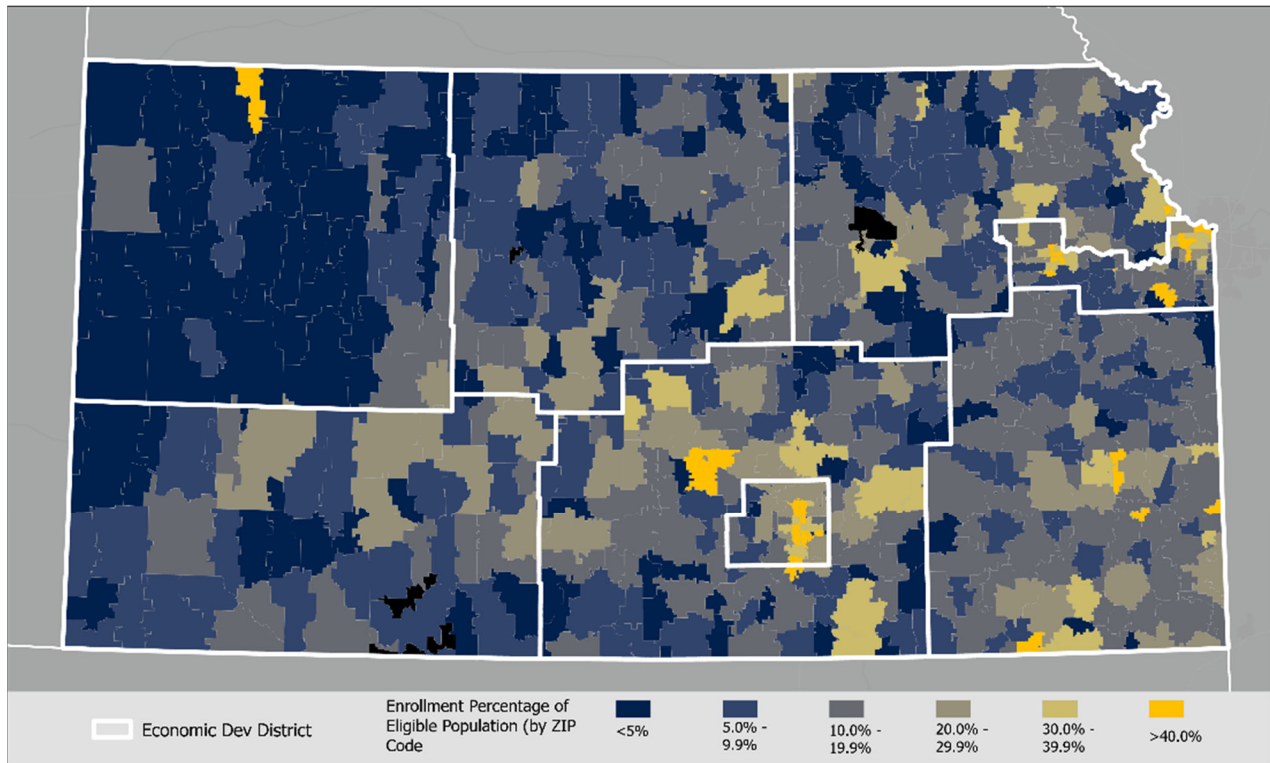 Economic Dev District
Enrollment Percentage of
Eligible Population (by ZIP
Code
<5%
5.0% -
9.9%
10.0% -
19.9%
20.0% -
29.9%
30.0% -
39.9%
>40.0%